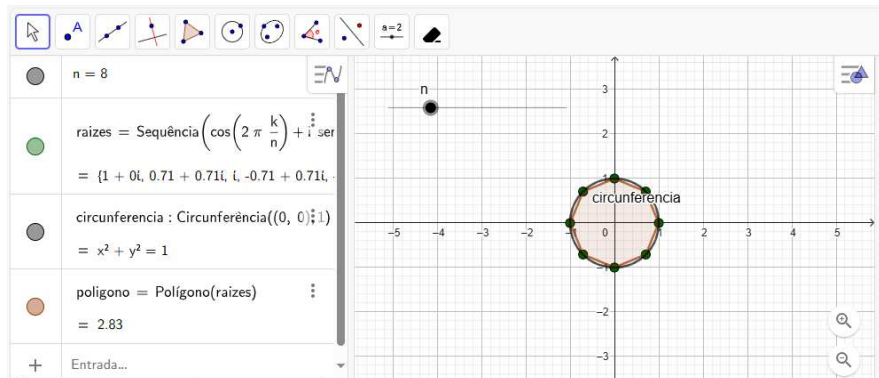 A
a=2
n = 8
raizes = Sequência(cos(2 π k/n) + i sen
= {1 + 0i, 0.71 + 0.71i, i, -0.71 + 0.71i, -
circunferencia : Circunferência((0, 0); 1)
= x² + y² = 1
poligono = Polígono(raizes)
= 2.83
+ Entrada...
n
3
2
1
circunferencia
-5 -4 -3 -2 -1 0 1 2 3 4 5
-1
-2
-3